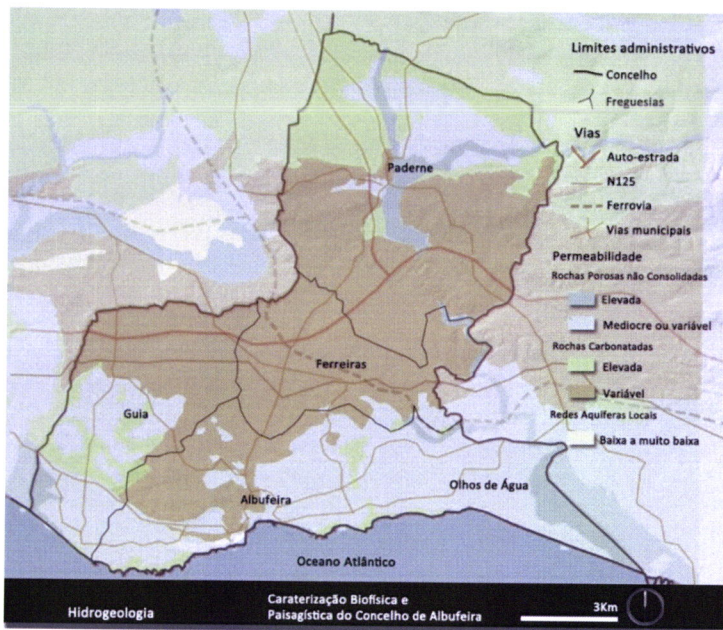 Limites administrativos
Concelho
Freguesias
Vias
Auto-estrada
N125
Ferrovia
Vias municipais
Permeabilidade
Rochas Porosas não Consolidadas
Elevada
Mediocre ou variável
Rochas Carbonatadas
Elevada
Variável
Redes Aquíferas Locais
Baixa a muito baixa
Paderne
Ferreiras
Guia
Albufeira
Olhos de Água
Oceano Atlântico
Hidrogeologia
Caraterização Biofísica e
Paisagística do Concelho de Albufeira
3Km